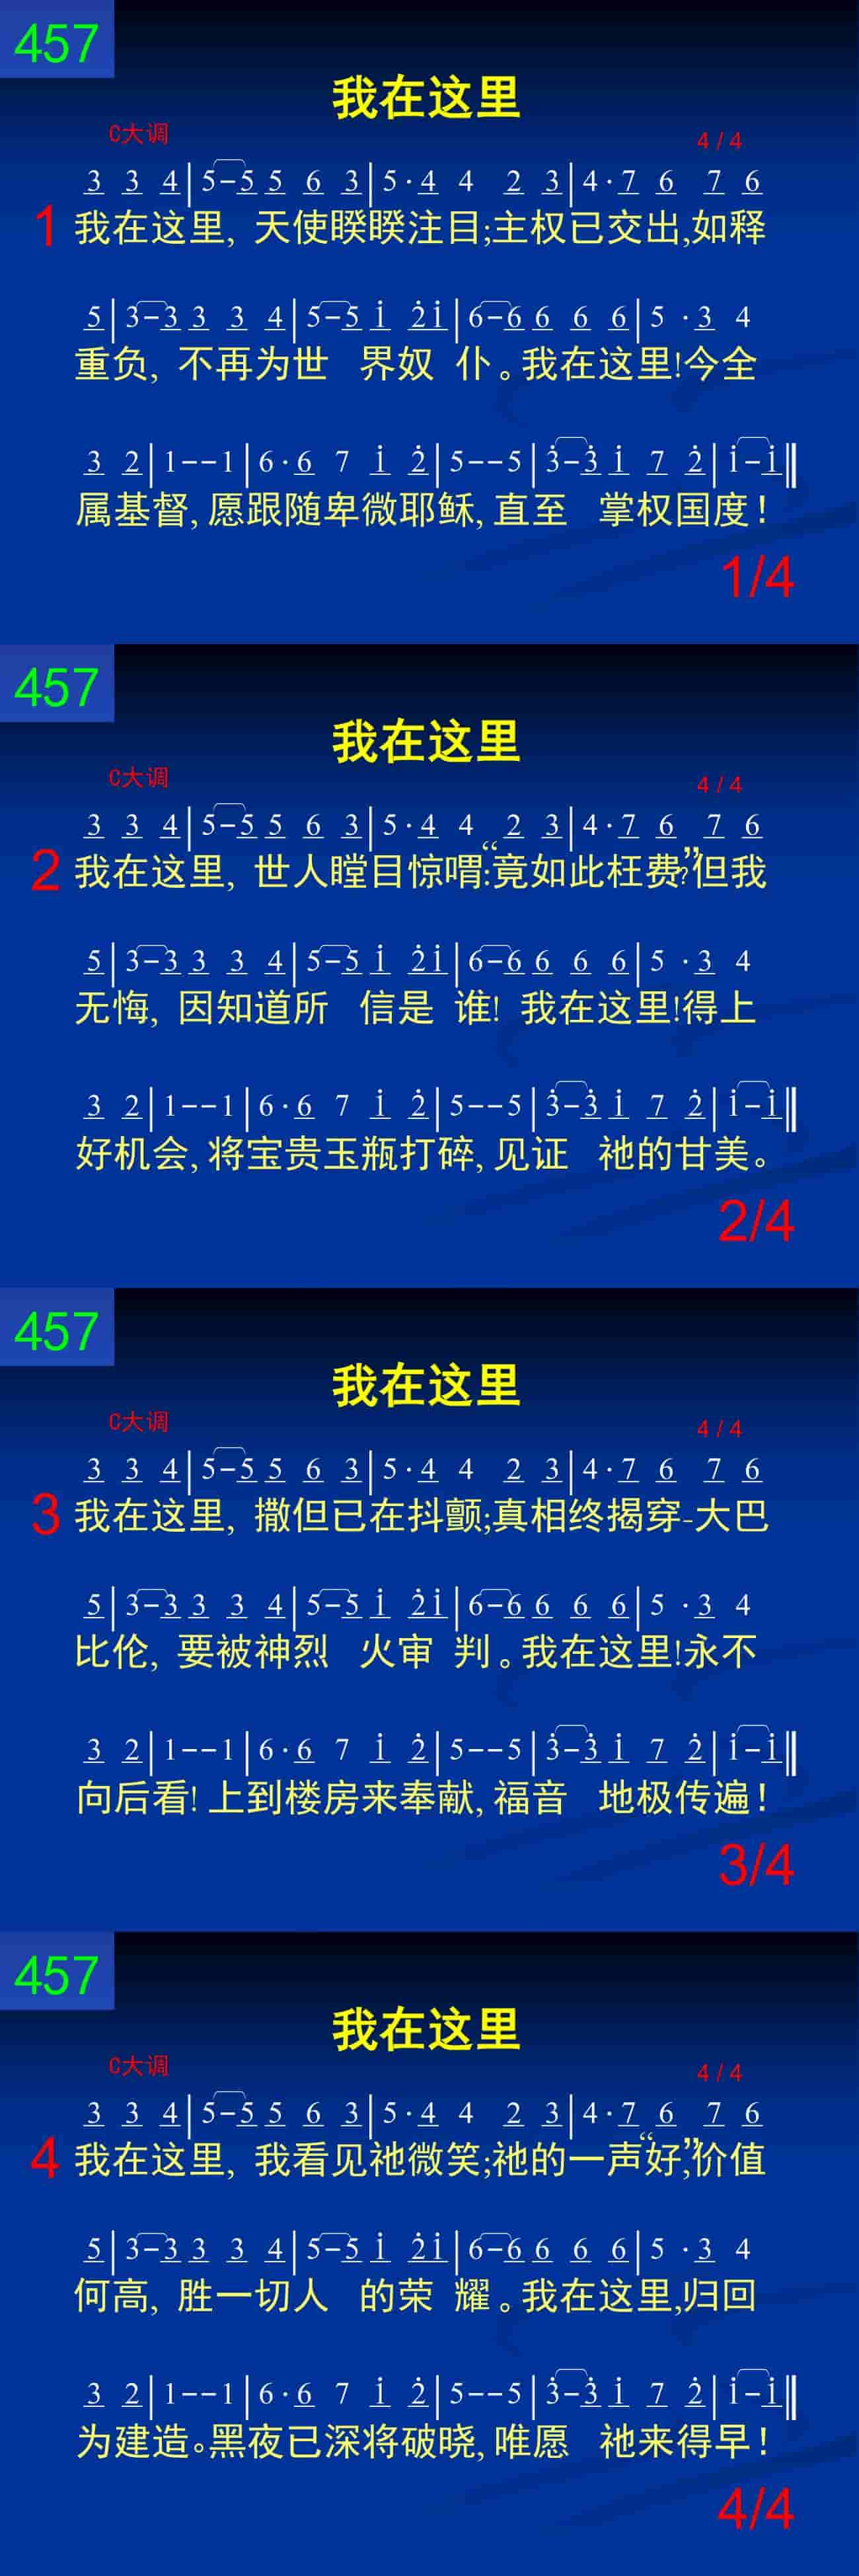 457
我在这里
C大调
4/4
3 3 4|5-5 5 6 3|5·4 4 2 3|4·7 6 7 6
1 我在这里, 天使睽睽注目;主权已交出,如释
5|3-3 3 3 4|5-5 i̇ 2̇i̇|6-6 6 6 6|5 ·3 4
重负, 不再为世 界奴 仆。我在这里!今全
3 2|1--1|6·6 7 i̇ 2̇|5--5|3̇-3̇ i̇ 7 2̇|i̇-i̇‖
属基督,愿跟随卑微耶稣,直至 掌权国度!
1/4
457
我在这里
C大调
4/4
3 3 4|5-5 5 6 3|5·4 4 2 3|4·7 6 7 6
2 我在这里, 世人瞠目惊喟:“竟如此枉费?”但我
5|3-3 3 3 4|5-5 i̇ 2̇i̇|6-6 6 6 6|5 ·3 4
无悔, 因知道所 信是 谁! 我在这里!得上
3 2|1--1|6·6 7 i̇ 2̇|5--5|3̇-3̇ i̇ 7 2̇|i̇-i̇‖
好机会,将宝贵玉瓶打碎,见证 祂的甘美。
2/4
457
我在这里
C大调
4/4
3 3 4|5-5 5 6 3|5·4 4 2 3|4·7 6 7 6
3 我在这里, 撒但已在抖颤;真相终揭穿-大巴
5|3-3 3 3 4|5-5 i̇ 2̇i̇|6-6 6 6 6|5 ·3 4
比伦, 要被神烈 火审 判。我在这里!永不
3 2|1--1|6·6 7 i̇ 2̇|5--5|3̇-3̇ i̇ 7 2̇|i̇-i̇‖
向后看! 上到楼房来奉献,福音 地极传遍!
3/4
457
我在这里
C大调
4/4
3 3 4|5-5 5 6 3|5·4 4 2 3|4·7 6 7 6
4 我在这里, 我看见祂微笑;祂的一声“好”,价值
5|3-3 3 3 4|5-5 i̇ 2̇i̇|6-6 6 6 6|5 ·3 4
何高, 胜一切人 的荣 耀。我在这里,归回
3 2|1--1|6·6 7 i̇ 2̇|5--5|3̇-3̇ i̇ 7 2̇|i̇-i̇‖
为建造。黑夜已深将破晓,唯愿 祂来得早!
4/4